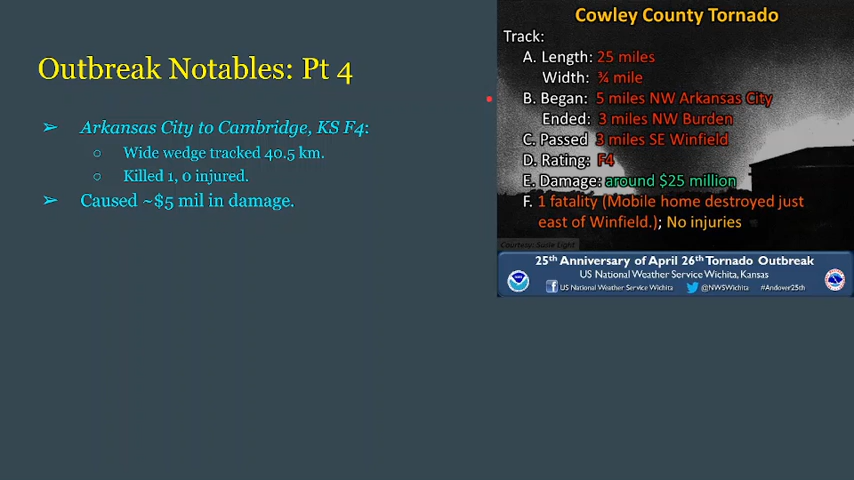 Outbreak Notables: Pt 4
➢ Arkansas City to Cambridge, KS F4:
○ Wide wedge tracked 40.5 km.
○ Killed 1, 0 injured.
➢ Caused ~$5 mil in damage.
Cowley County Tornado
Track:
A. Length: 25 miles
Width: ¾ mile
B. Began: 5 miles NW Arkansas City
Ended: 3 miles NW Burden
C. Passed 3 miles SE Winfield
D. Rating: F4
E. Damage: around $25 million
F. 1 fatality (Mobile home destroyed just
east of Winfield.); No injuries
Courtesy: Susie Light
25th Anniversary of April 26th Tornado Outbreak
US National Weather Service Wichita, Kansas
US National Weather Service Wichita @NWSWichita #Andover25th